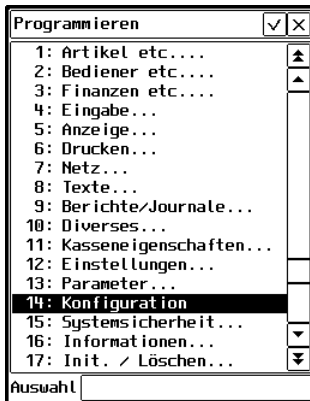 Programmieren
1: Artikel etc....
2: Bediener etc....
3: Finanzen etc....
4: Eingabe...
5: Anzeige...
6: Drucken...
7: Netz...
8: Texte...
9: Berichte/Journale...
10: Diverses...
11: Kasseneigenschaften...
12: Einstellungen...
13: Parameter...
14: Konfiguration
15: Systemsicherheit...
16: Informationen...
17: Init. / Löschen...
Auswahl